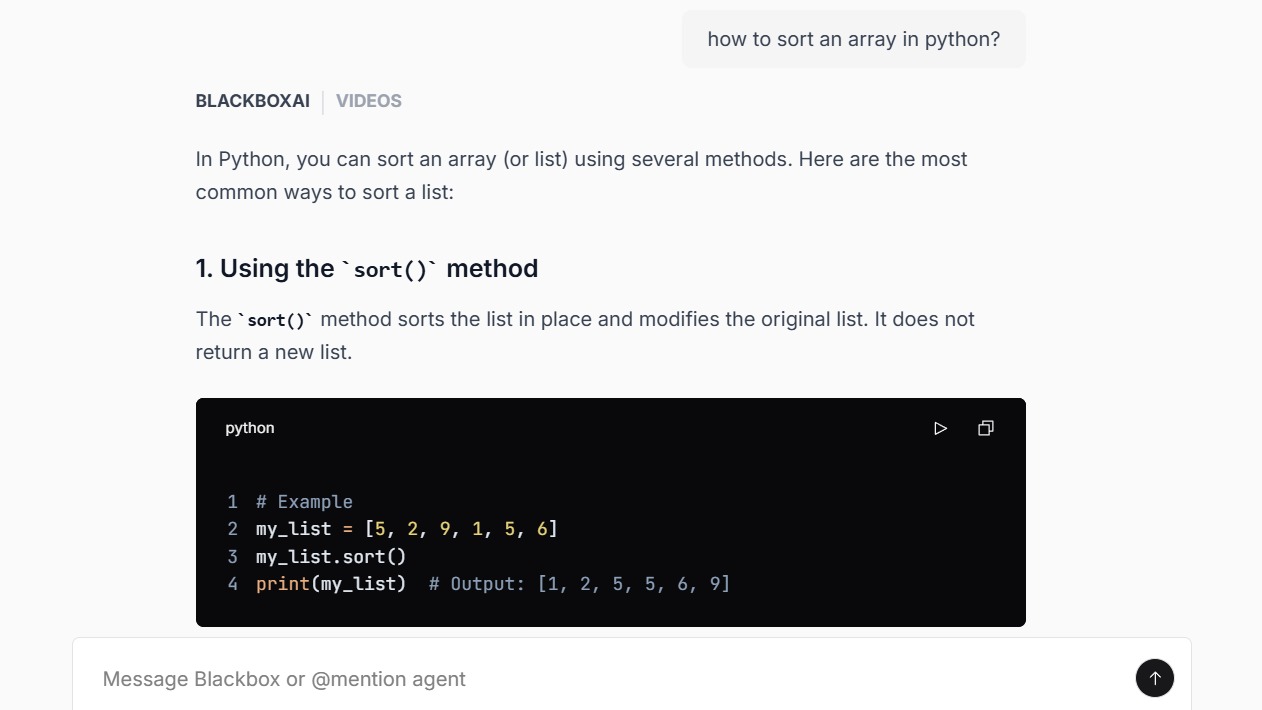 how to sort an array in python?
BLACKBOXAI VIDEOS
In Python, you can sort an array (or list) using several methods. Here are the most
common ways to sort a list:
1. Using the `sort()` method
The `sort()` method sorts the list in place and modifies the original list. It does not
return a new list.
python
1 # Example
2 my_list = [5, 2, 9, 1, 5, 6]
3 my_list.sort()
4 print(my_list)  # Output: [1, 2, 5, 5, 6, 9]
Message Blackbox or @mention agent